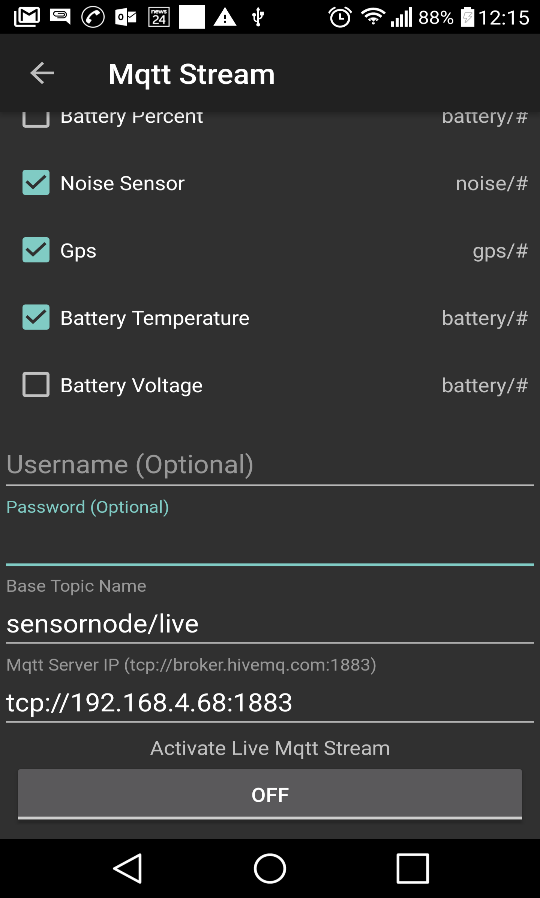 news 24 88% 12:15
Mqtt Stream
Battery Percent battery/#
Noise Sensor noise/#
Gps gps/#
Battery Temperature battery/#
Battery Voltage battery/#
Username (Optional)
Password (Optional)
Base Topic Name
sensornode/live
Mqtt Server IP (tcp://broker.hivemq.com:1883)
tcp://192.168.4.68:1883
Activate Live Mqtt Stream
OFF